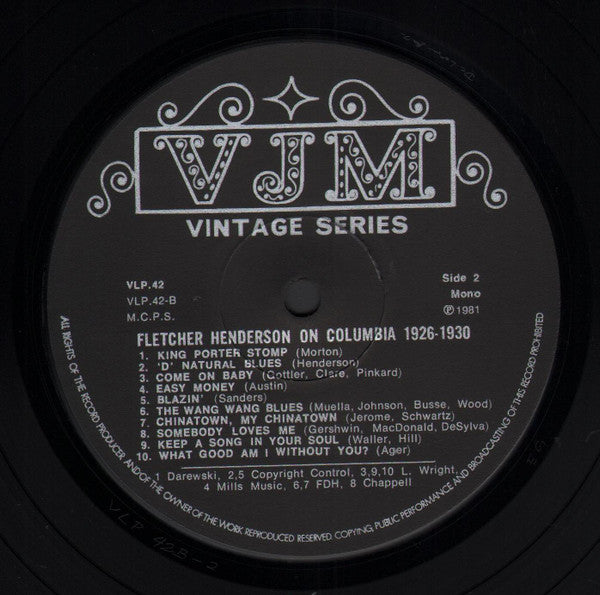 VJM
VINTAGE SERIES
VLP.42
VLP.42-B
M.C.P.S.
Side 2
Mono
℗ 1981
FLETCHER HENDERSON ON COLUMBIA 1926-1930
1. KING PORTER STOMP (Morton)
2. 'D' NATURAL BLUES (Henderson)
3. COME ON BABY (Gottler, Clare, Pinkard)
4. EASY MONEY (Austin)
5. BLAZIN' (Sanders)
6. THE WANG WANG BLUES (Muella, Johnson, Busse, Wood)
7. CHINATOWN, MY CHINATOWN (Jerome, Schwartz)
8. SOMEBODY LOVES ME (Gershwin, MacDonald, DeSylva)
9. KEEP A SONG IN YOUR SOUL (Waller, Hill)
10. WHAT GOOD AM I WITHOUT YOU? (Ager)
1 Darewski, 2,5 Copyright Control, 3,9,10 L. Wright,
4 Mills Music, 6,7 FDH, 8 Chappell
ALL RIGHTS OF THE RECORD PRODUCER AND OF THE OWNER OF THE WORK REPRODUCED RESERVED. COPYING, PUBLIC PERFORMANCE AND BROADCASTING OF THIS RECORD PROHIBITED
VLP 42B-2
EG